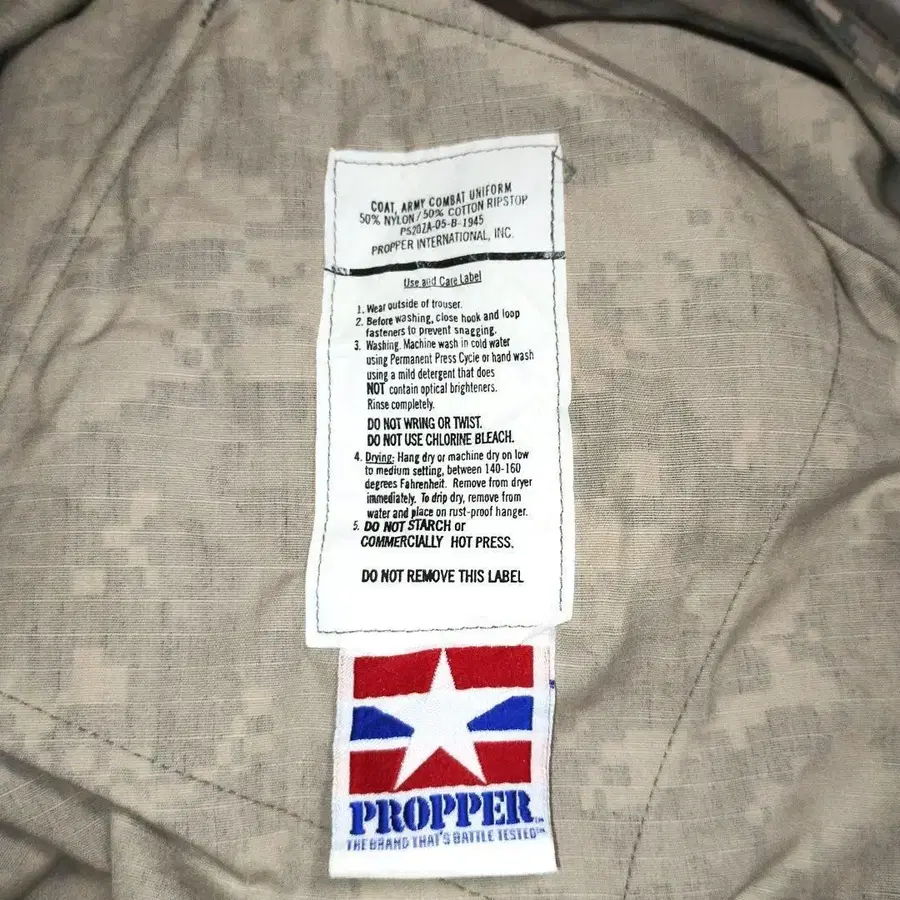 COAT, ARMY COMBAT UNIFORM
50% NYLON/50% COTTON RIPSTOP
PS20ZA-05-B-1945
PROPPER INTERNATIONAL, INC.
Use and Care Label
1. Wear outside of trouser.
2. Before washing, close hook and loop
fasteners to prevent snagging.
3. Washing. Machine wash in cold water
using Permanent Press Cycle or hand wash
using a mild detergent that does
NOT contain optical brighteners.
Rinse completely.
DO NOT WRING OR TWIST.
DO NOT USE CHLORINE BLEACH.
4. Drying: Hang dry or machine dry on low
to medium setting, between 140-160
degrees Fahrenheit. Remove from dryer
immediately. To drip dry, remove from
water and place on rust-proof hanger.
5. DO NOT STARCH or
COMMERCIALLY HOT PRESS.
DO NOT REMOVE THIS LABEL
PROPPER™
THE BRAND THAT'S BATTLE TESTED™